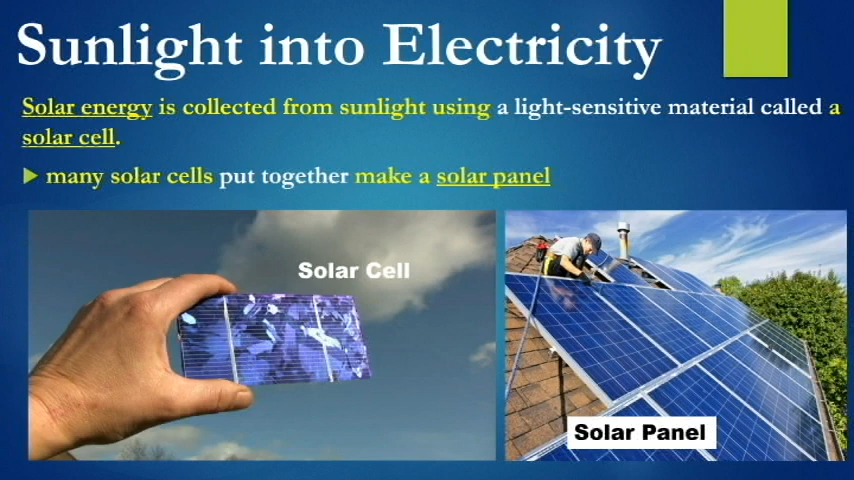 Sunlight into Electricity
Solar energy is collected from sunlight using a light-sensitive material called a
solar cell.
many solar cells put together make a solar panel
Solar Cell
Solar Panel